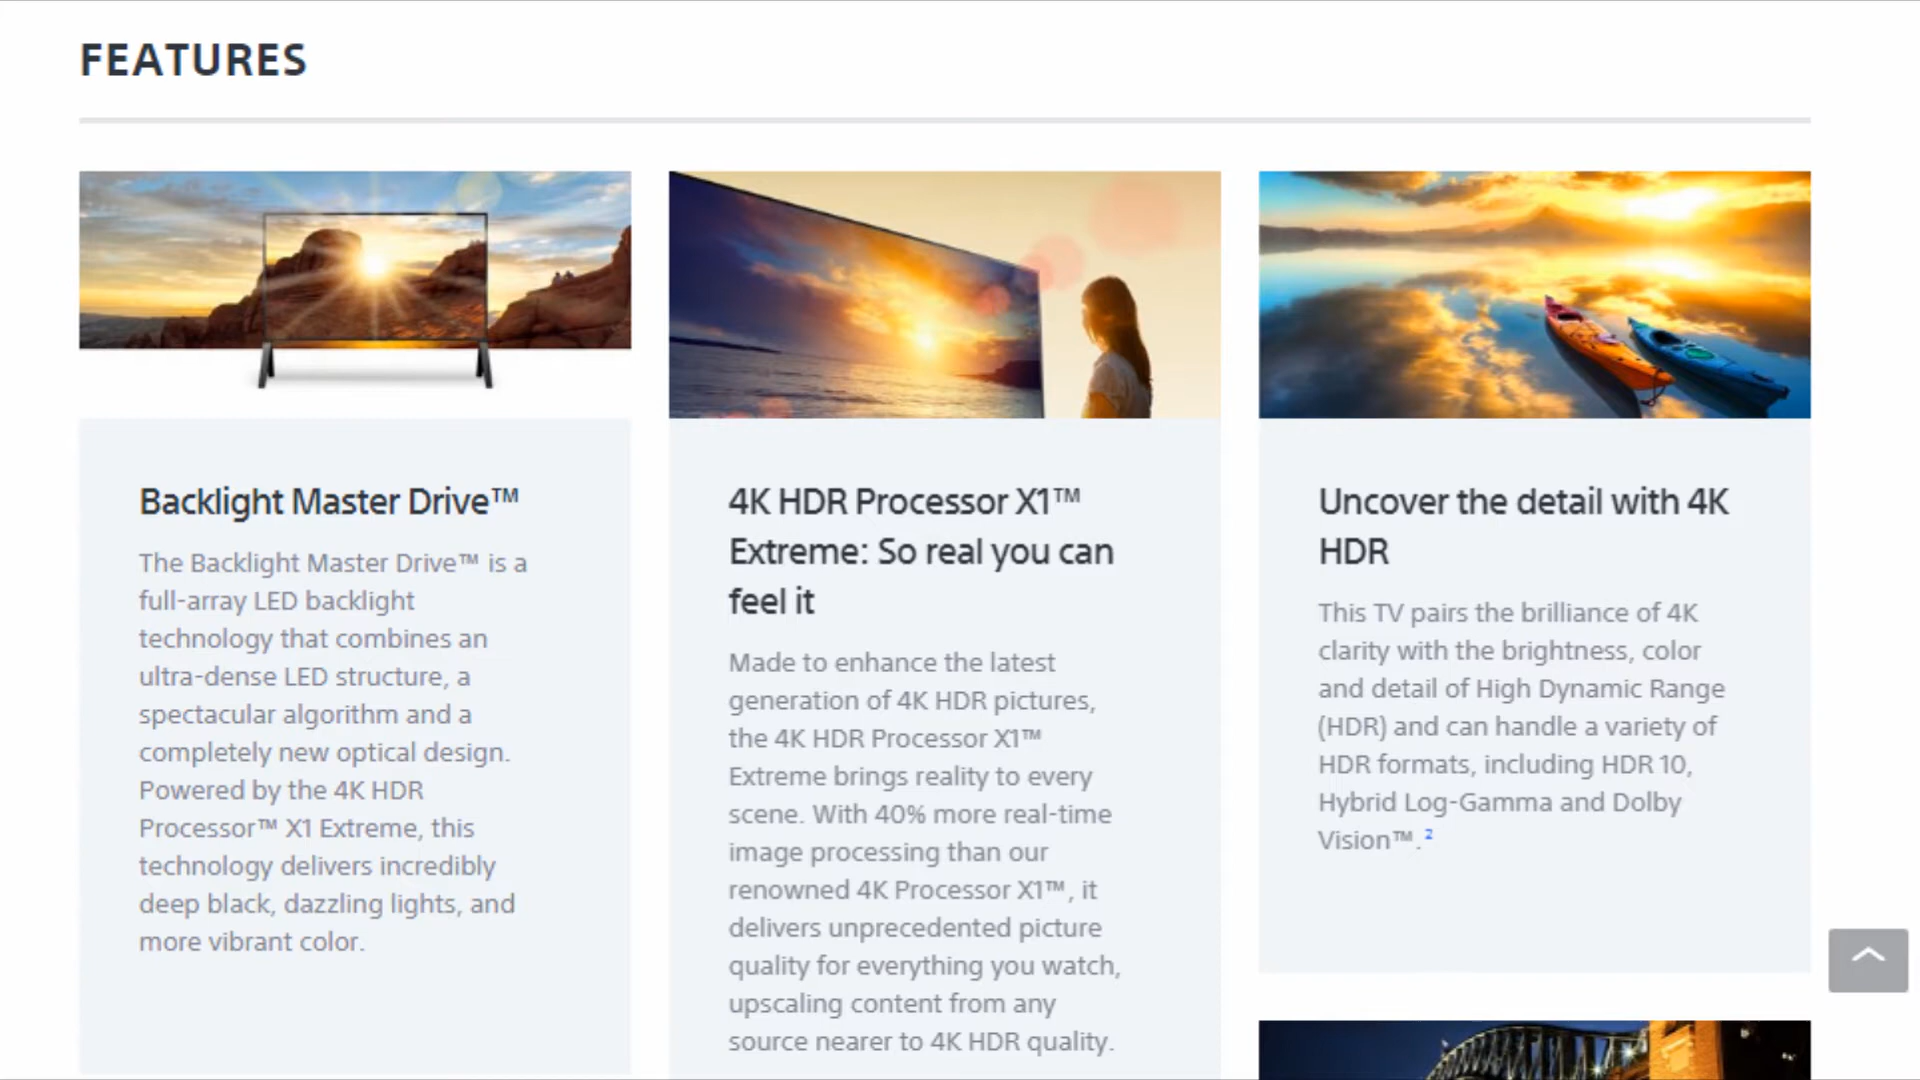 FEATURES
Backlight Master Drive™
The Backlight Master Drive™ is a
full-array LED backlight
technology that combines an
ultra-dense LED structure, a
spectacular algorithm and a
completely new optical design.
Powered by the 4K HDR
Processor™ X1 Extreme, this
technology delivers incredibly
deep black, dazzling lights, and
more vibrant color.
4K HDR Processor X1™
Extreme: So real you can
feel it
Made to enhance the latest
generation of 4K HDR pictures,
the 4K HDR Processor X1™
Extreme brings reality to every
scene. With 40% more real-time
image processing than our
renowned 4K Processor X1™, it
delivers unprecedented picture
quality for everything you watch,
upscaling content from any
source nearer to 4K HDR quality.
Uncover the detail with 4K
HDR
This TV pairs the brilliance of 4K
clarity with the brightness, color
and detail of High Dynamic Range
(HDR) and can handle a variety of
HDR formats, including HDR 10,
Hybrid Log-Gamma and Dolby
Vision™. 2